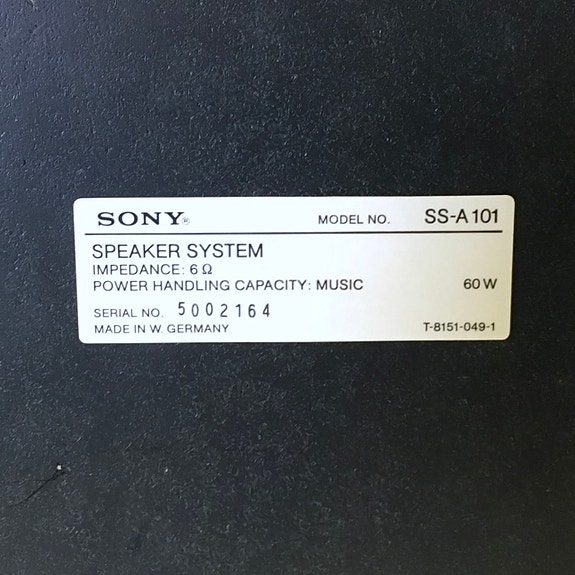 SONY®
MODEL NO. SS-A101
SPEAKER SYSTEM
IMPEDANCE: 6 Ω
POWER HANDLING CAPACITY: MUSIC 60 W
SERIAL NO. 5002164
MADE IN W. GERMANY T-8151-049-1